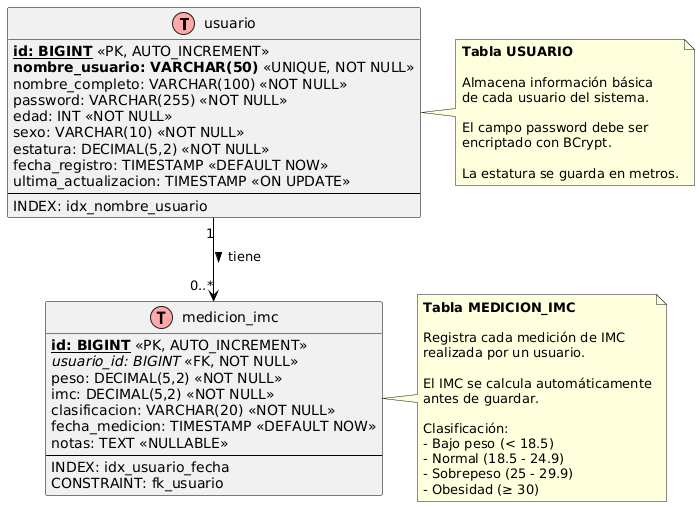 T usuario
id: BIGINT «PK, AUTO_INCREMENT»
nombre_usuario: VARCHAR(50) «UNIQUE, NOT NULL»
nombre_completo: VARCHAR(100) «NOT NULL»
password: VARCHAR(255) «NOT NULL»
edad: INT «NOT NULL»
sexo: VARCHAR(10) «NOT NULL»
estatura: DECIMAL(5,2) «NOT NULL»
fecha_registro: TIMESTAMP «DEFAULT NOW»
ultima_actualizacion: TIMESTAMP «ON UPDATE»
INDEX: idx_nombre_usuario
Tabla USUARIO
Almacena información básica
de cada usuario del sistema.
El campo password debe ser
encriptado con BCrypt.
La estatura se guarda en metros.
1
tiene
0..*
T medicion_imc
id: BIGINT «PK, AUTO_INCREMENT»
usuario_id: BIGINT «FK, NOT NULL»
peso: DECIMAL(5,2) «NOT NULL»
imc: DECIMAL(5,2) «NOT NULL»
clasificacion: VARCHAR(20) «NOT NULL»
fecha_medicion: TIMESTAMP «DEFAULT NOW»
notas: TEXT «NULLABLE»
INDEX: idx_usuario_fecha
CONSTRAINT: fk_usuario
Tabla MEDICION_IMC
Registra cada medición de IMC
realizada por un usuario.
El IMC se calcula automáticamente
antes de guardar.
Clasificación:
- Bajo peso (< 18.5)
- Normal (18.5 - 24.9)
- Sobrepeso (25 - 29.9)
- Obesidad (≥ 30)